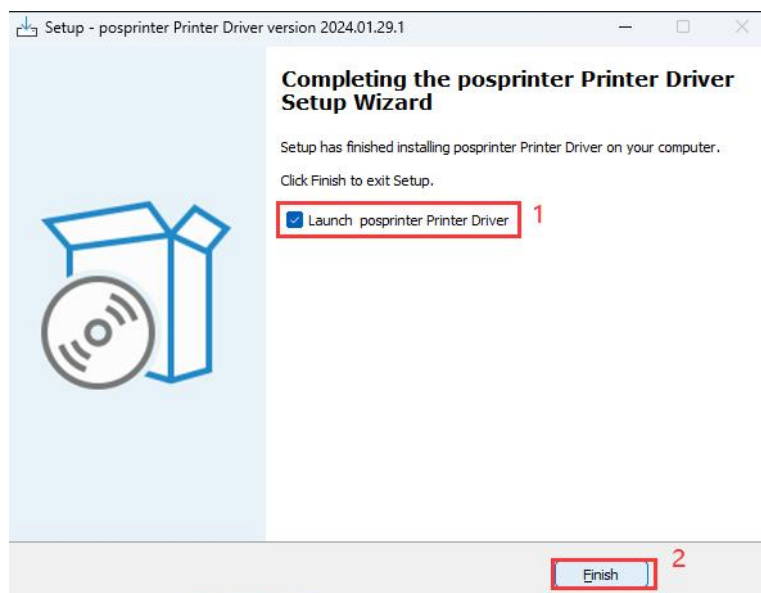 Setup - posprinter Printer Driver version 2024.01.29.1
Completing the posprinter Printer Driver
Setup Wizard
Setup has finished installing posprinter Printer Driver on your computer.
Click Finish to exit Setup.
Launch posprinter Printer Driver
1
Finish
2